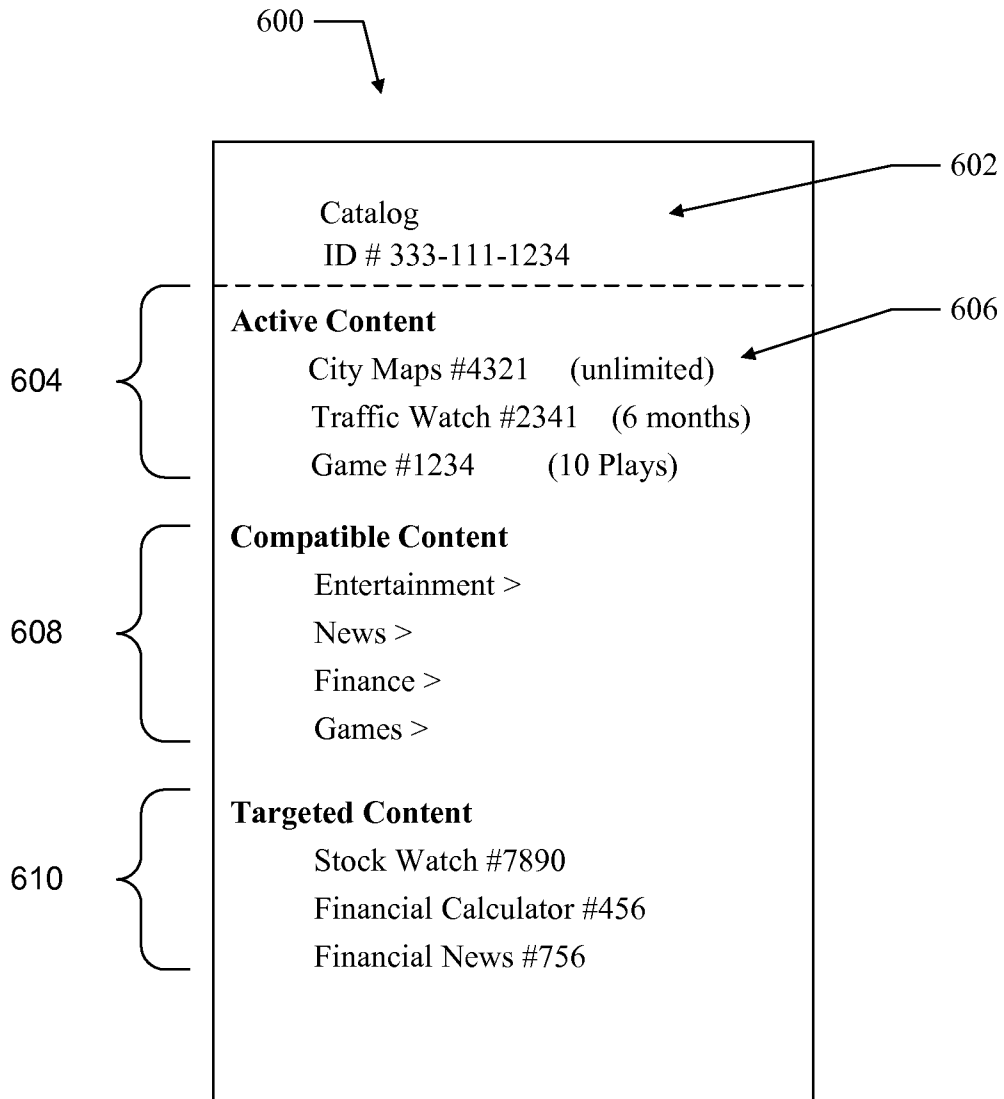 600
602
Catalog
ID # 333-111-1234
Active Content
606
City Maps #4321 (unlimited)
604
Traffic Watch #2341 (6 months)
Game #1234 (10 Plays)
Compatible Content
Entertainment >
608
News >
Finance >
Games >
Targeted Content
Stock Watch #7890
610
Financial Calculator #456
Financial News #756